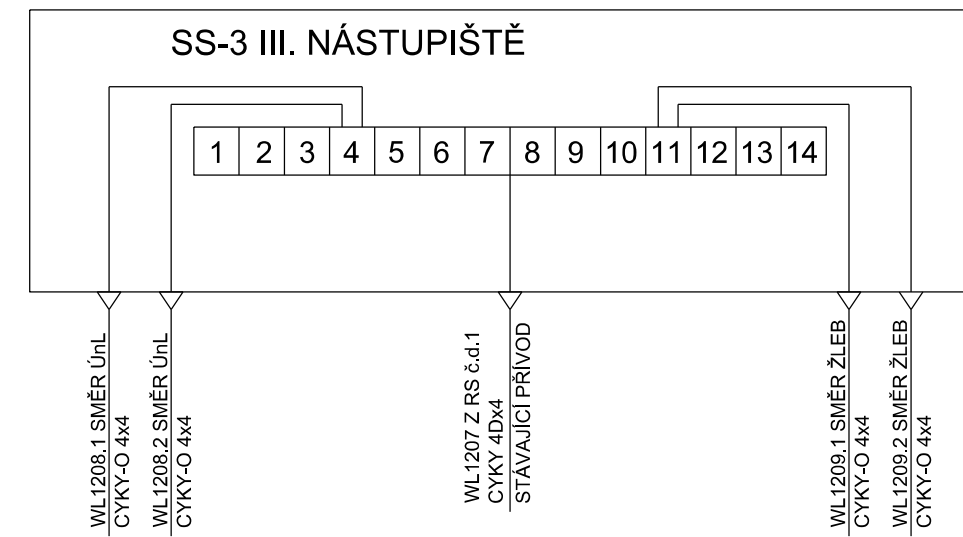 SS-3 III. NÁSTUPIŠTĚ
1 2 3 4 5 6 7 8 9 10 11 12 13 14
WL1208.1 SMĚR ÚnL
CYKY-O 4x4
WL1208.2 SMĚR ÚnL
CYKY-O 4x4
WL1207 Z RS č.d.1
CYKY 4Dx4
STÁVAJÍCÍ PŘÍVOD
WL1209.1 SMĚR ŽLEB
CYKY-O 4x4
WL1209.2 SMĚR ŽLEB
CYKY-O 4x4